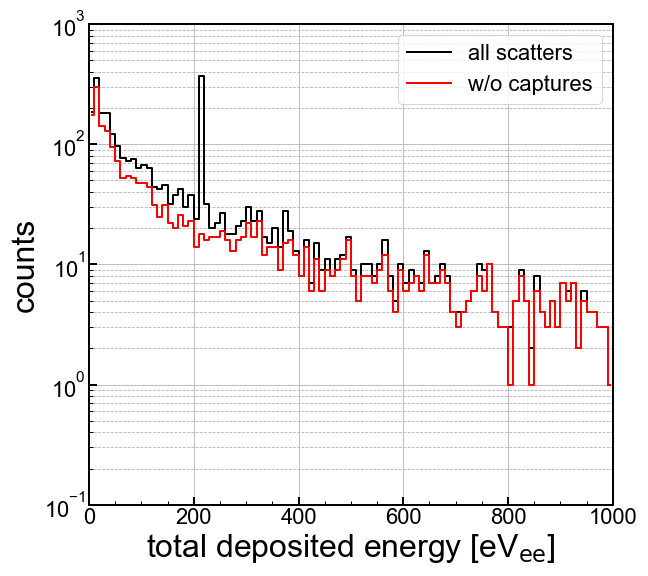 10³
all scatters
w/o captures
10²
counts
10¹
10⁰
10⁻¹
0 200 400 600 800 1000
total deposited energy [eVₑₑ]